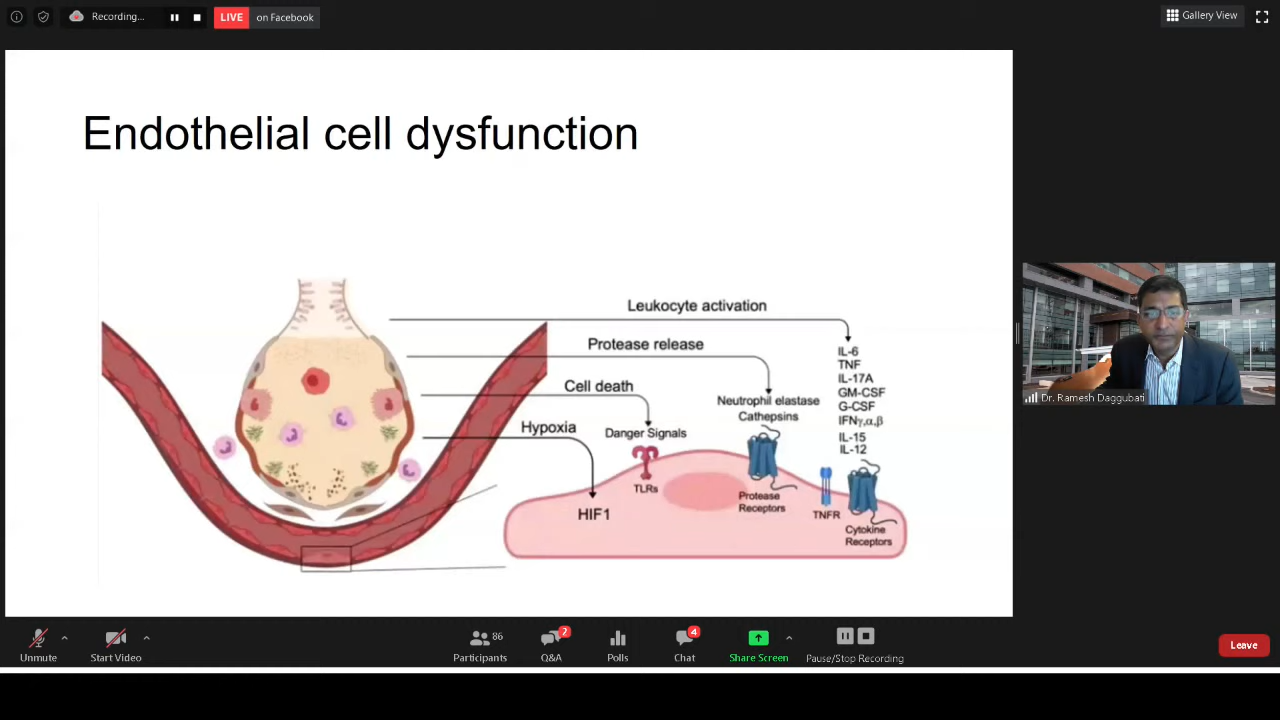 Recording...
LIVE on Facebook
Gallery View
Endothelial cell dysfunction
Leukocyte activation
Protease release
Cell death
Hypoxia
Danger Signals
Neutrophil elastase
Cathepsins
IL-6
TNF
IL-17A
GM-CSF
G-CSF
IFNγ,α,β
IL-15
IL-12
TLRs
HIF1
Protease
Receptors
TNFR
Cytokine
Receptors
Dr. Ramesh Daggubati
Unmute
Start Video
86
Participants
2
Q&A
Polls
4
Chat
Share Screen
Pause/Stop Recording
Leave